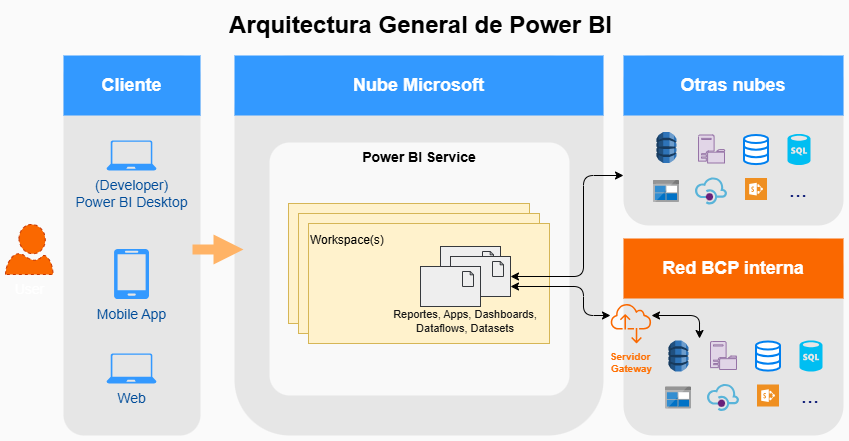 Arquitectura General de Power BI
Cliente
Nube Microsoft
Otras nubes
(Developer)
Power BI Desktop
Mobile App
Web
User
Power BI Service
Workspace(s)
Reportes, Apps, Dashboards,
Dataflows, Datasets
SQL
S
...
Red BCP interna
Servidor
Gateway
SQL
S
...